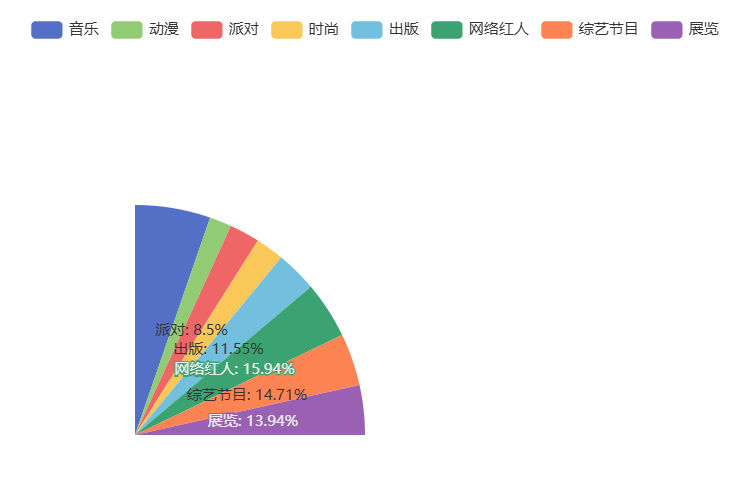 音乐 动漫 派对 时尚 出版 网络红人 综艺节目 展览
派对: 8.5%
出版: 11.55%
网络红人: 15.94%
综艺节目: 14.71%
展览: 13.94%